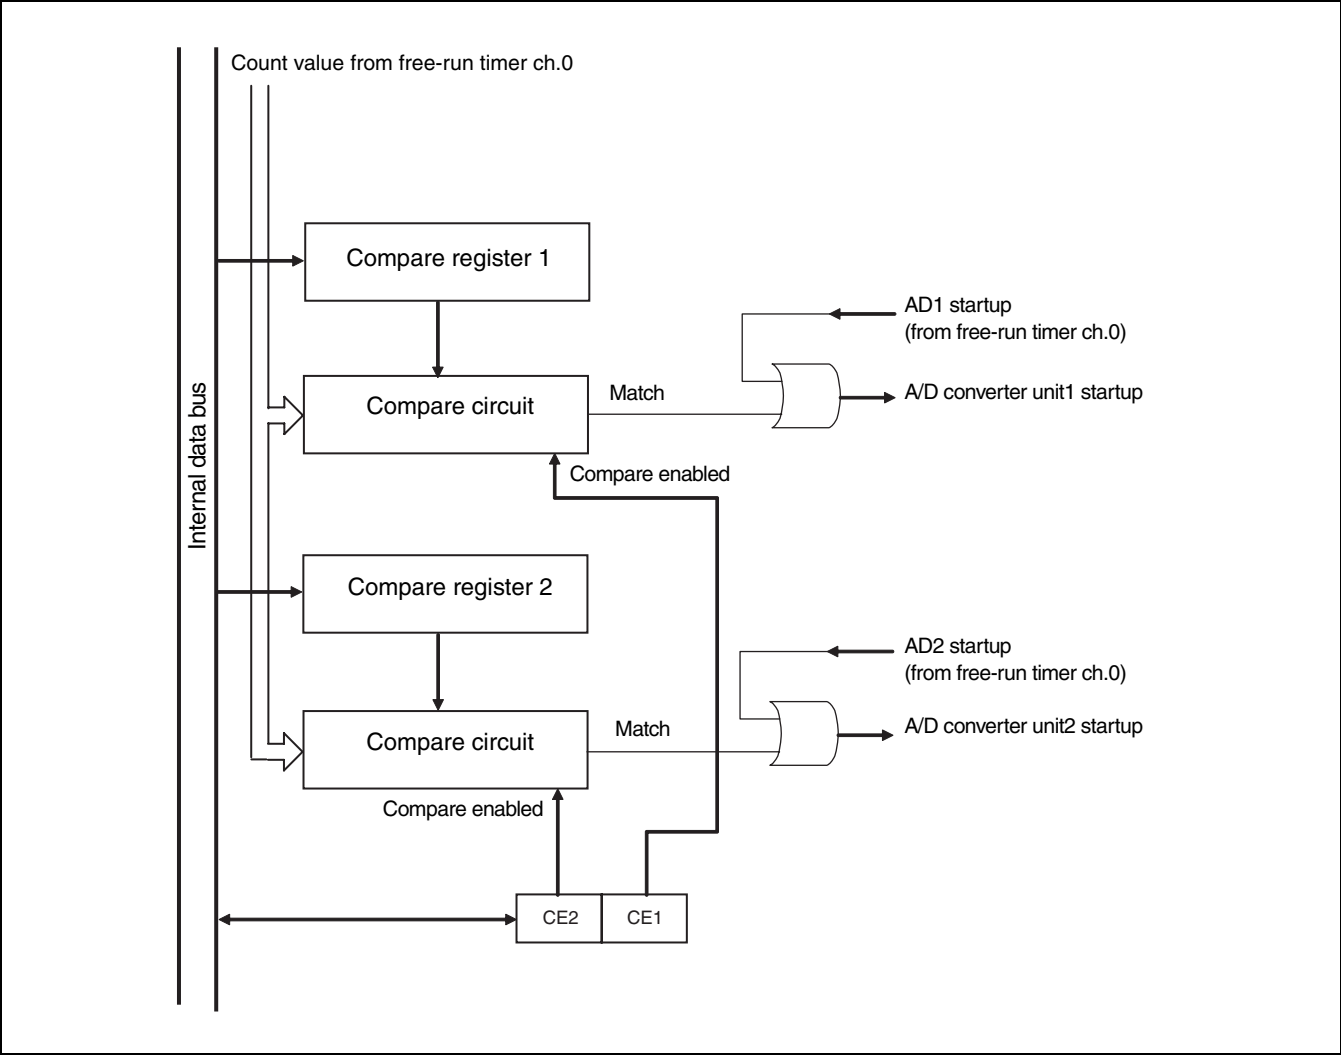 Count value from free-run timer ch.0
Internal data bus
Compare register 1
AD1 startup
(from free-run timer ch.0)
Compare circuit
Match
A/D converter unit1 startup
Compare enabled
Compare register 2
AD2 startup
(from free-run timer ch.0)
Compare circuit
Match
A/D converter unit2 startup
Compare enabled
CE2
CE1